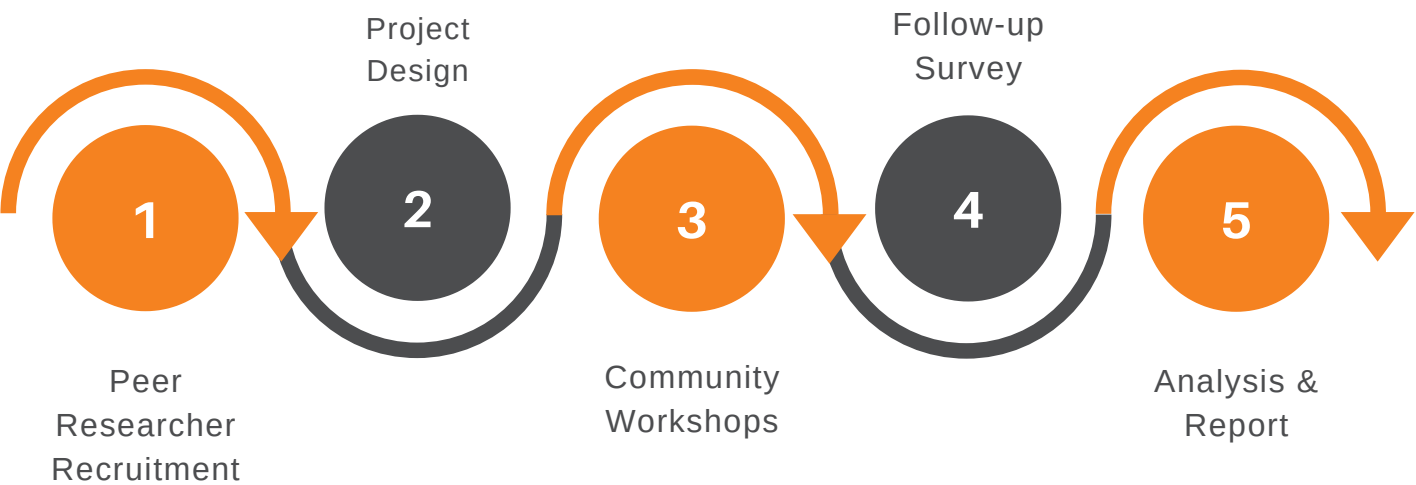 1
Peer
Researcher
Recruitment
Project
Design
2
3
Community
Workshops
Follow-up
Survey
4
5
Analysis &
Report